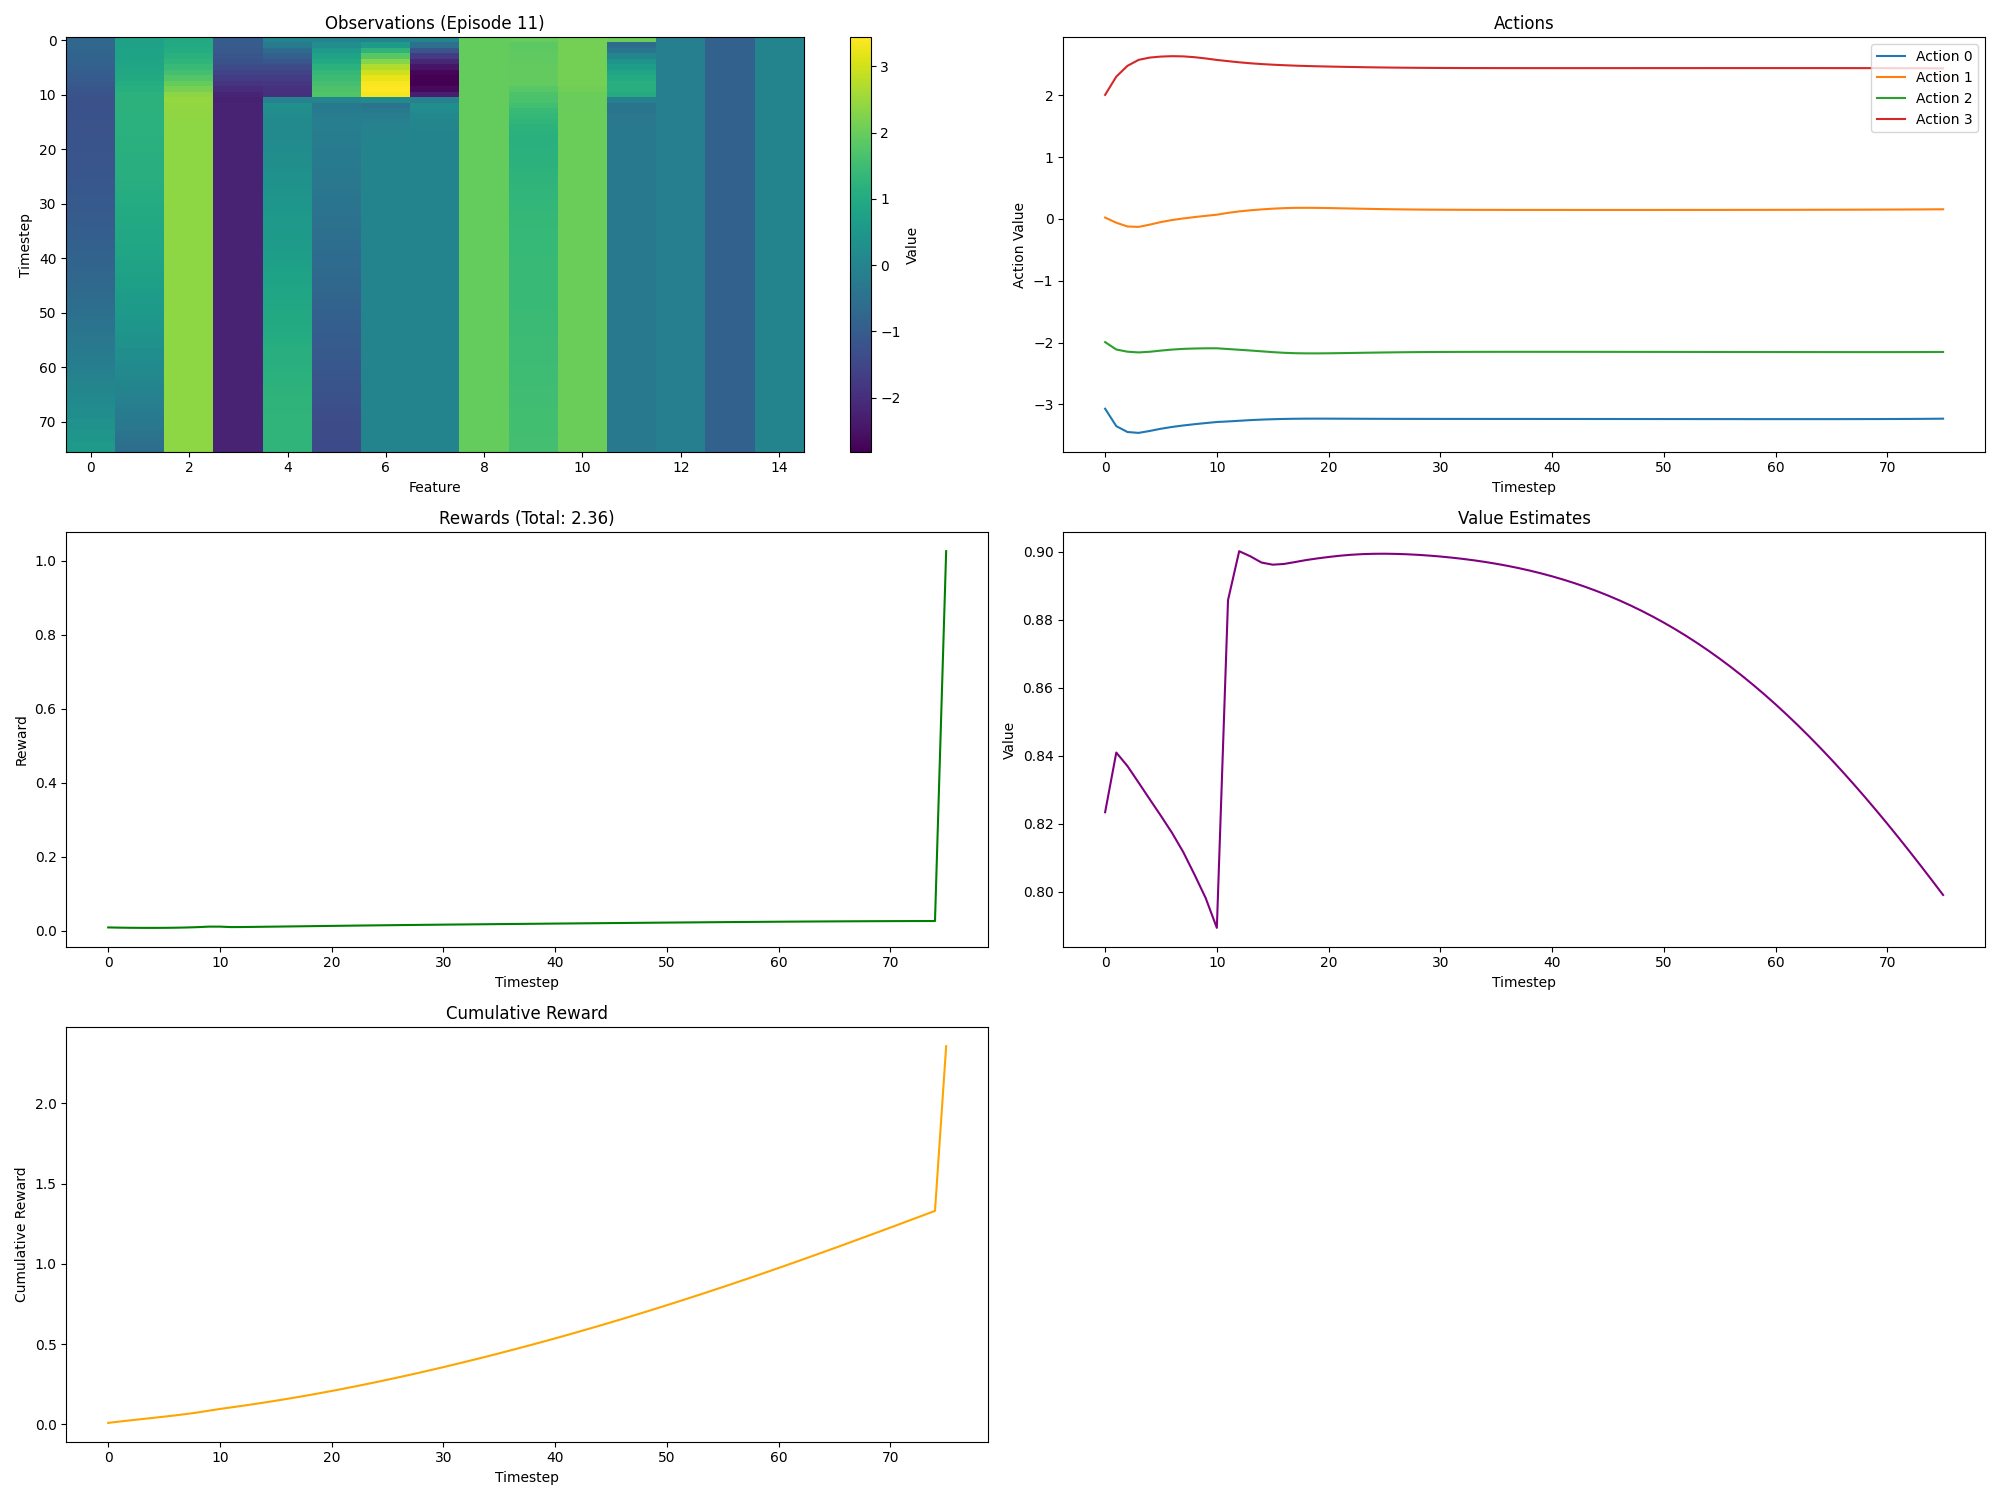 Observations (Episode 11)
0
10
20
30
40
50
60
70
Timestep
0 2 4 6 8 10 12 14
Feature
3
2
1
0
−1
−2
Value
Actions
2
1
0
−1
−2
−3
Action Value
Action 0
Action 1
Action 2
Action 3
0 10 20 30 40 50 60 70
Timestep
Rewards (Total: 2.36)
1.0
0.8
0.6
0.4
0.2
0.0
Reward
0 10 20 30 40 50 60 70
Timestep
Value Estimates
0.90
0.88
0.86
0.84
0.82
0.80
Value
0 10 20 30 40 50 60 70
Timestep
Cumulative Reward
2.0
1.5
1.0
0.5
0.0
Cumulative Reward
0 10 20 30 40 50 60 70
Timestep